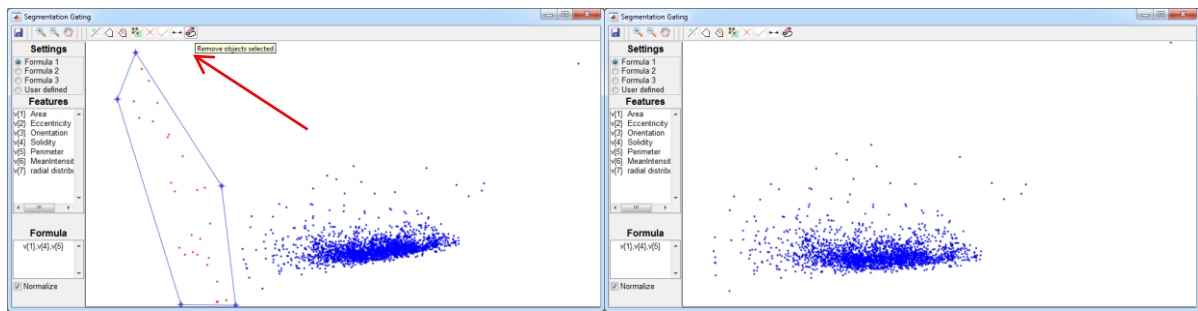 Segmentation Gating
Remove objects selected
Settings
Formula 1
Formula 2
Formula 3
User defined
Features
v{1} Area
v{2} Eccentricity
v{3} Orientation
v{4} Solidity
v{5} Perimeter
v{6} MeanIntensit
v{7} radial distribu
Formula
v{1},v{4},v{5}
Normalize
Segmentation Gating
Settings
Formula 1
Formula 2
Formula 3
User defined
Features
v{1} Area
v{2} Eccentricity
v{3} Orientation
v{4} Solidity
v{5} Perimeter
v{6} MeanIntensit
v{7} radial distribu
Formula
v{1},v{4},v{5}
Normalize